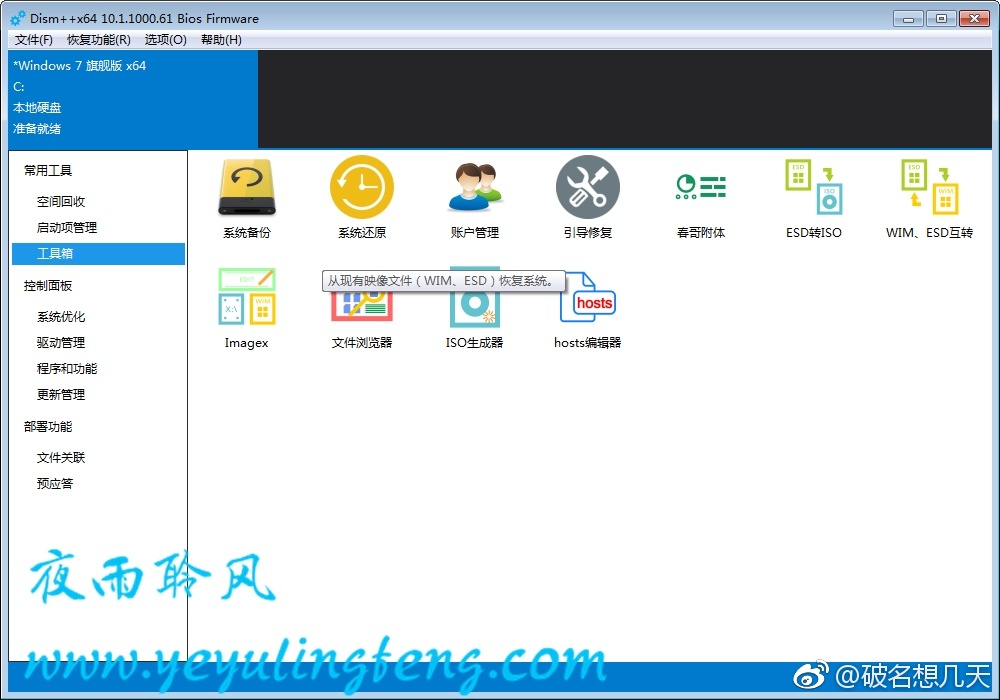 Dism++x64 10.1.1000.61 Bios Firmware
文件(F) 恢复功能(R) 选项(O) 帮助(H)
*Windows 7 旗舰版 x64
C:
本地硬盘
准备就绪
常用工具
空间回收
启动项管理
工具箱
控制面板
系统优化
驱动管理
程序和功能
更新管理
部署功能
文件关联
预应答
系统备份 系统还原 账户管理 引导修复 春哥附体 ESD转ISO WIM、ESD互转
ESD ISO ESD WIM
从现有映像文件（WIM、ESD）恢复系统。
EDIT X:\ WIM hosts
Imagex 文件浏览器 ISO生成器 hosts编辑器
夜雨聆风
www.yeyulingfeng.com
@破名想几天